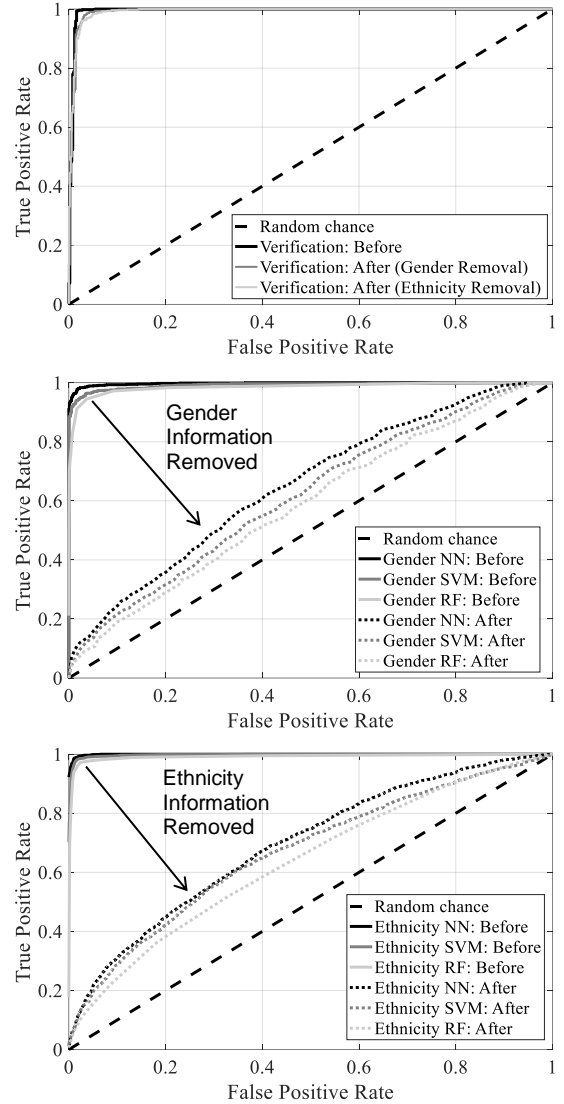 1
0.8
0.6
0.4
0.2
0
True Positive Rate
Random chance
Verification: Before
Verification: After (Gender Removal)
Verification: After (Ethnicity Removal)
0 0.2 0.4 0.6 0.8 1
False Positive Rate
1
0.8
0.6
0.4
0.2
0
True Positive Rate
Gender
Information
Removed
Random chance
Gender NN: Before
Gender SVM: Before
Gender RF: Before
Gender NN: After
Gender SVM: After
Gender RF: After
0 0.2 0.4 0.6 0.8 1
False Positive Rate
1
0.8
0.6
0.4
0.2
0
True Positive Rate
Ethnicity
Information
Removed
Random chance
Ethnicity NN: Before
Ethnicity SVM: Before
Ethnicity RF: Before
Ethnicity NN: After
Ethnicity SVM: After
Ethnicity RF: After
0 0.2 0.4 0.6 0.8 1
False Positive Rate